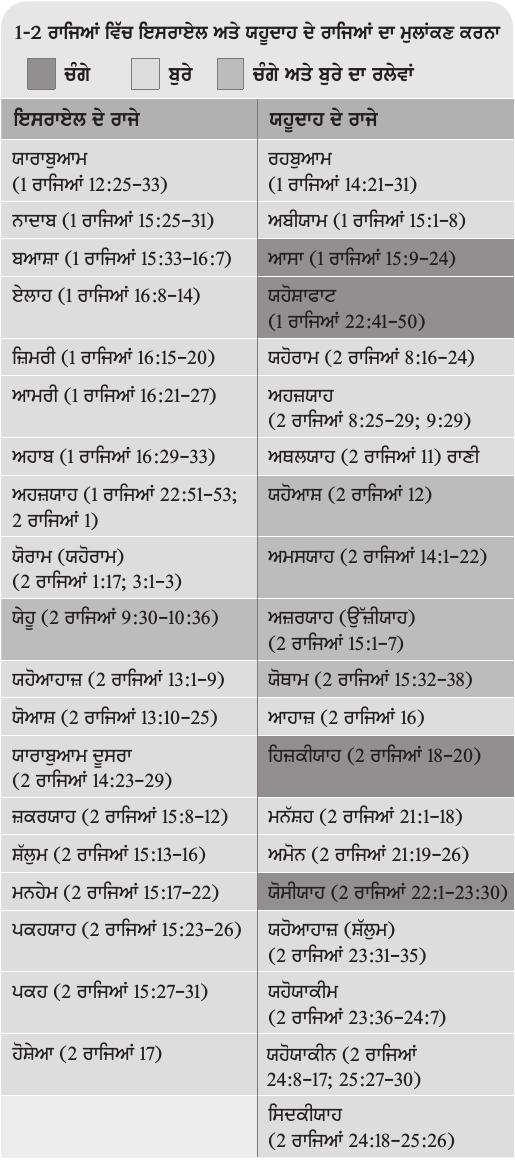 1-2 ਰਾਜਿਆਂ ਵਿੱਚ ਇਸਰਾਏਲ ਅਤੇ ਯਹੂਦਾਹ ਦੇ ਰਾਜਿਆਂ ਦਾ ਮੁਲਾਂਕਣ ਕਰਨਾ
ਚੰਗੇ ਬੁਰੇ ਚੰਗੇ ਅਤੇ ਬੁਰੇ ਦਾ ਰਲੇਵਾਂ
ਇਸਰਾਏਲ ਦੇ ਰਾਜੇ ਯਹੂਦਾਹ ਦੇ ਰਾਜੇ
ਯਾਰਾਬੁਆਮ ਰਹਬੁਆਮ
(1 ਰਾਜਿਆਂ 12:25–33) (1 ਰਾਜਿਆਂ 14:21–31)
ਨਾਦਾਬ (1 ਰਾਜਿਆਂ 15:25–31) ਅਬੀਯਾਮ (1 ਰਾਜਿਆਂ 15:1–8)
ਬਆਸ਼ਾ (1 ਰਾਜਿਆਂ 15:33–16:7) ਆਸਾ (1 ਰਾਜਿਆਂ 15:9–24)
ਏਲਾਹ (1 ਰਾਜਿਆਂ 16:8–14) ਯਹੋਸ਼ਾਫਾਟ
(1 ਰਾਜਿਆਂ 22:41–50)
ਜ਼ਿਮਰੀ (1 ਰਾਜਿਆਂ 16:15–20) ਯਹੋਰਾਮ (2 ਰਾਜਿਆਂ 8:16–24)
ਆਮਰੀ (1 ਰਾਜਿਆਂ 16:21–27) ਅਹਜ਼ਯਾਹ
(2 ਰਾਜਿਆਂ 8:25–29; 9:29)
ਅਹਾਬ (1 ਰਾਜਿਆਂ 16:29–33) ਅਥਲਯਾਹ (2 ਰਾਜਿਆਂ 11) ਰਾਣੀ
ਅਹਜ਼ਯਾਹ (1 ਰਾਜਿਆਂ 22:51–53; ਯਹੋਆਸ਼ (2 ਰਾਜਿਆਂ 12)
2 ਰਾਜਿਆਂ 1)
ਯੋਰਾਮ (ਯਹੋਰਾਮ) ਅਮਸਯਾਹ (2 ਰਾਜਿਆਂ 14:1–22)
(2 ਰਾਜਿਆਂ 1:17; 3:1–3)
ਯੇਹੂ (2 ਰਾਜਿਆਂ 9:30–10:36) ਅਜ਼ਰਯਾਹ (ਉੱਜ਼ੀਯਾਹ)
(2 ਰਾਜਿਆਂ 15:1–7)
ਯਹੋਆਹਾਜ਼ (2 ਰਾਜਿਆਂ 13:1–9) ਯੋਥਾਮ (2 ਰਾਜਿਆਂ 15:32–38)
ਯੋਆਸ਼ (2 ਰਾਜਿਆਂ 13:10–25) ਆਹਾਜ਼ (2 ਰਾਜਿਆਂ 16)
ਯਾਰਾਬੁਆਮ ਦੂਸਰਾ ਹਿਜ਼ਕੀਯਾਹ (2 ਰਾਜਿਆਂ 18–20)
(2 ਰਾਜਿਆਂ 14:23–29)
ਜ਼ਕਰਯਾਹ (2 ਰਾਜਿਆਂ 15:8–12) ਮਨੱਸ਼ਹ (2 ਰਾਜਿਆਂ 21:1–18)
ਸ਼ੱਲੂਮ (2 ਰਾਜਿਆਂ 15:13–16) ਅਮੋਨ (2 ਰਾਜਿਆਂ 21:19–26)
ਮਨਹੇਮ (2 ਰਾਜਿਆਂ 15:17–22) ਯੋਸੀਯਾਹ (2 ਰਾਜਿਆਂ 22:1–23:30)
ਪਕਹਯਾਹ (2 ਰਾਜਿਆਂ 15:23–26) ਯਹੋਆਹਾਜ਼ (ਸ਼ੱਲੂਮ)
(2 ਰਾਜਿਆਂ 23:31–35)
ਪਕਹ (2 ਰਾਜਿਆਂ 15:27–31) ਯਹੋਯਾਕੀਮ
(2 ਰਾਜਿਆਂ 23:36–24:7)
ਹੋਸ਼ੇਆ (2 ਰਾਜਿਆਂ 17) ਯਹੋਯਾਕੀਨ (2 ਰਾਜਿਆਂ
24:8–17; 25:27–30)
ਸਿਦਕੀਯਾਹ
(2 ਰਾਜਿਆਂ 24:18–25:26)